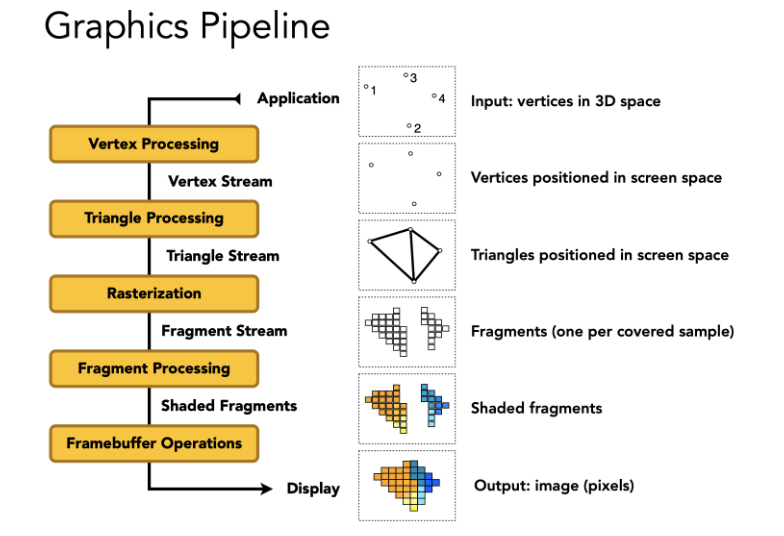 Graphics Pipeline
Application
1
3
4
2
Input: vertices in 3D space
Vertex Processing
Vertex Stream
Vertices positioned in screen space
Triangle Processing
Triangle Stream
Triangles positioned in screen space
Rasterization
Fragment Stream
Fragments (one per covered sample)
Fragment Processing
Shaded Fragments
Shaded fragments
Framebuffer Operations
Display
Output: image (pixels)